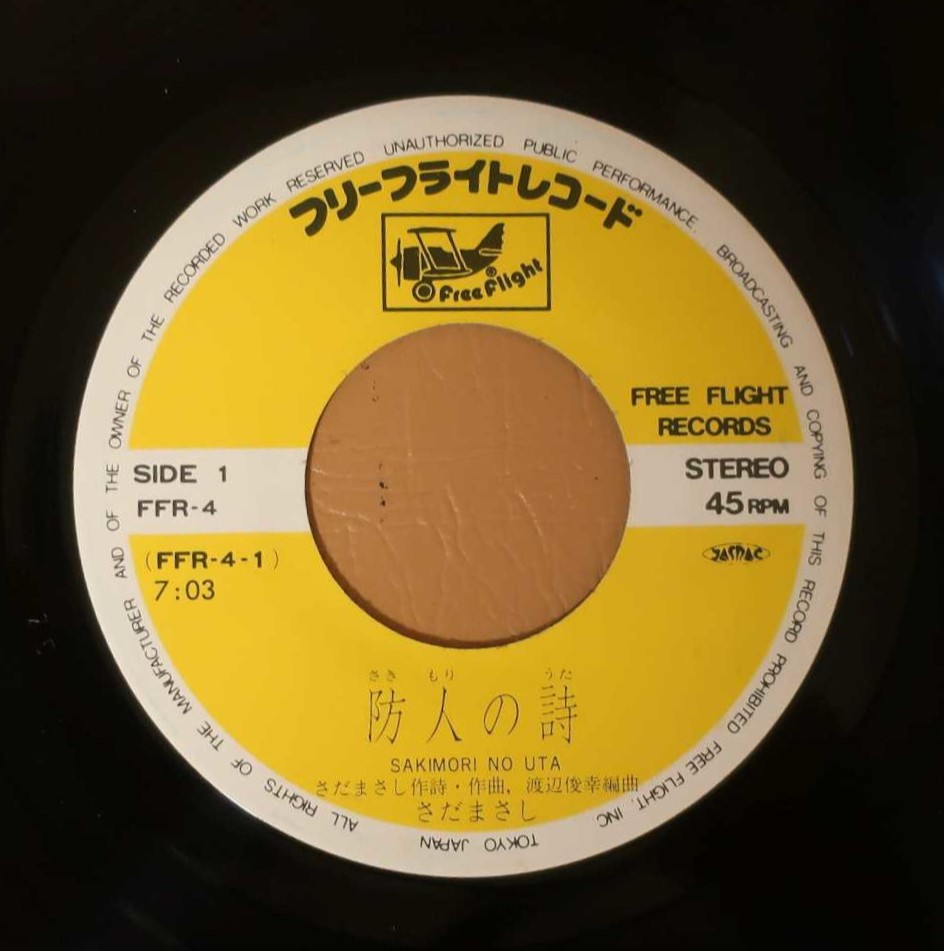 ALL RIGHTS OF THE MANUFACTURER AND OF THE OWNER OF THE RECORDED WORK RESERVED UNAUTHORIZED PUBLIC PERFORMANCE. BROADCASTING AND COPYING OF THIS RECORD PROHIBITED FREE FLIGHT. INC TOKYO JAPAN
フリーフライトレコード
Free Flight
FREE FLIGHT
RECORDS
SIDE 1
STEREO
FFR-4
45 RPM
(FFR-4-1)
JASRAC
7:03
さき もり うた
防人の詩
SAKIMORI NO UTA
さだまさし作詩・作曲, 渡辺俊幸編曲
さだまさし